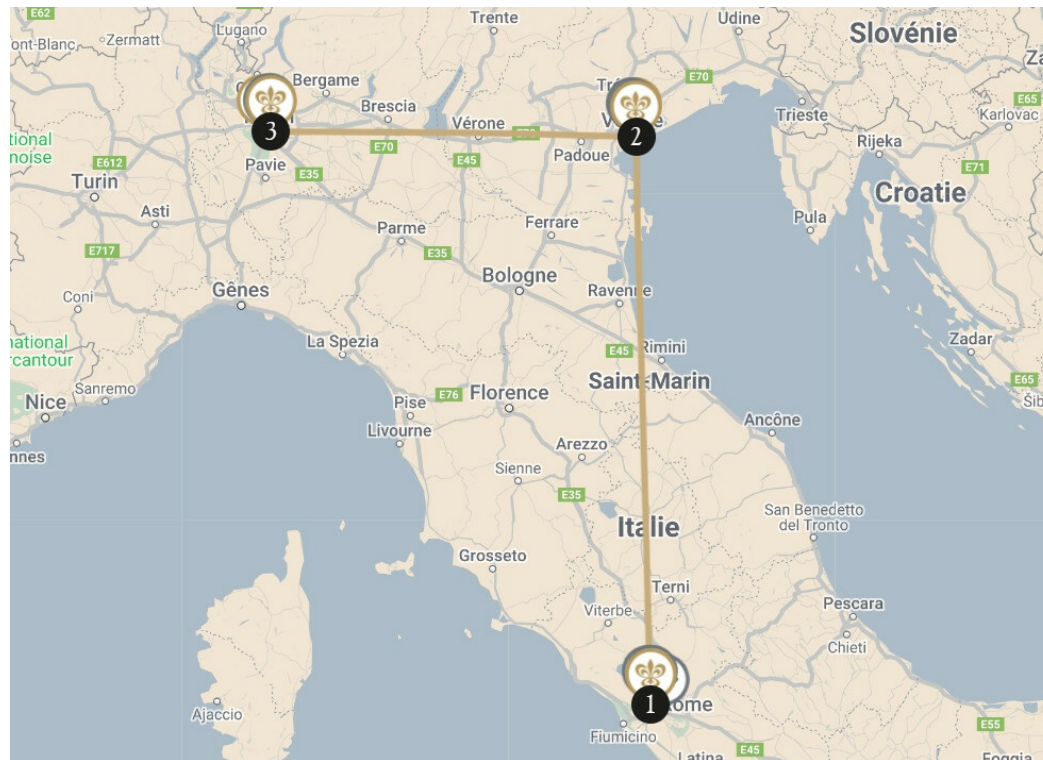 E62
Trente
Udine
Slovénie
ont-Blanc
Zermatt
Lugano
Za
E70
Bergame
E65
Brescia
Trieste
Karlovac
3
Vérone
2
Rijeka
tional
noise
E612
E70
Padoue
E45
Pavie
E35
E71
Turin
Croatie
Asti
Pula
Parme
Ferrare
E717
E35
Bologne
Coni
Gênes
Ravenne
national
rcantour
La Spezia
E45
Rimini
Zadar
Saint-Marin
E65
Sanremo
E76
Florence
Nice
Pise
Šib
Livourne
Ancône
nnes
Arezzo
Sienne
E35
San Benedetto
del Tronto
Italie
Grosseto
Terni
Viterbe
Pescara
Chieti
1
ome
Ajaccio
Fiumicino
E55
E45
Latina
Foggia